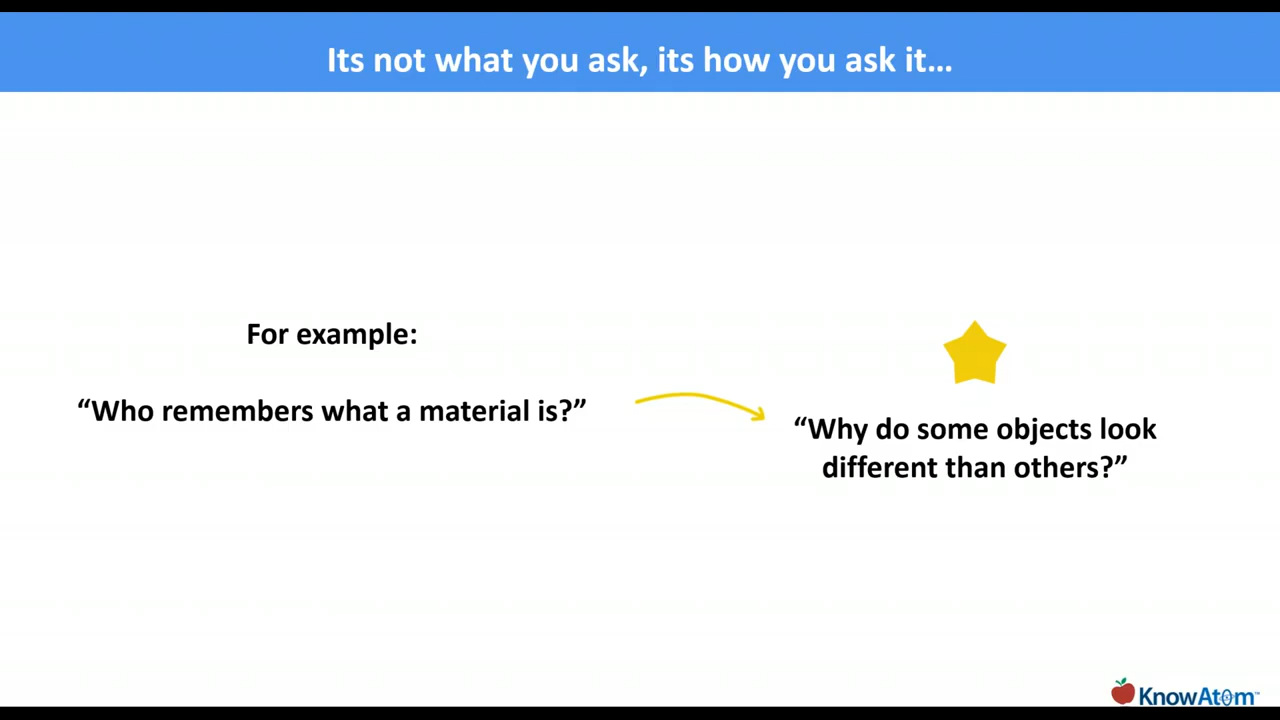 Its not what you ask, its how you ask it…
For example:
“Who remembers what a material is?”
“Why do some objects look
different than others?”
KnowAtom™